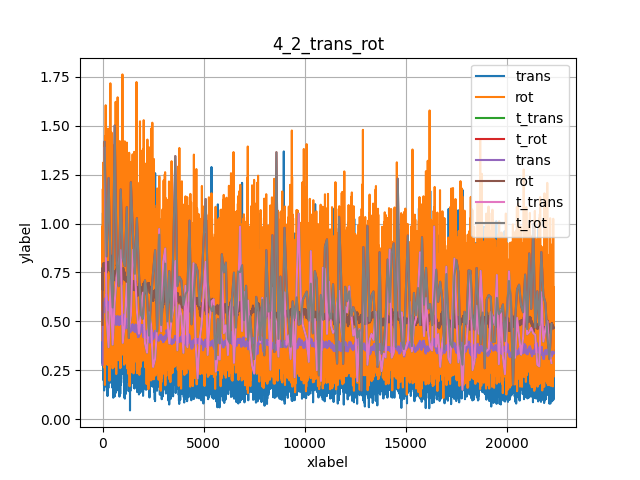 4_2_trans_rot
1.75
1.50
1.25
1.00
0.75
0.50
0.25
0.00
ylabel
0
5000
10000
15000
20000
xlabel
trans
rot
t_trans
t_rot
trans
rot
t_trans
t_rot